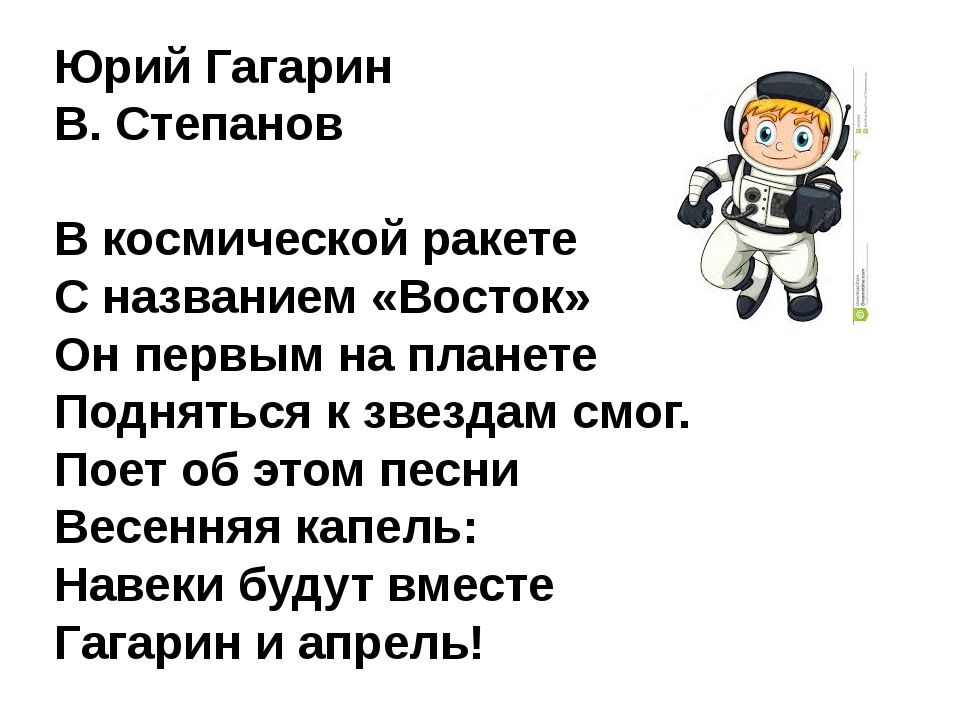 Юрий Гагарин
В. Степанов
В космической ракете
С названием «Восток»
Он первым на планете
Подняться к звездам смог.
Поет об этом песни
Весенняя капель:
Навеки будут вместе
Гагарин и апрель!